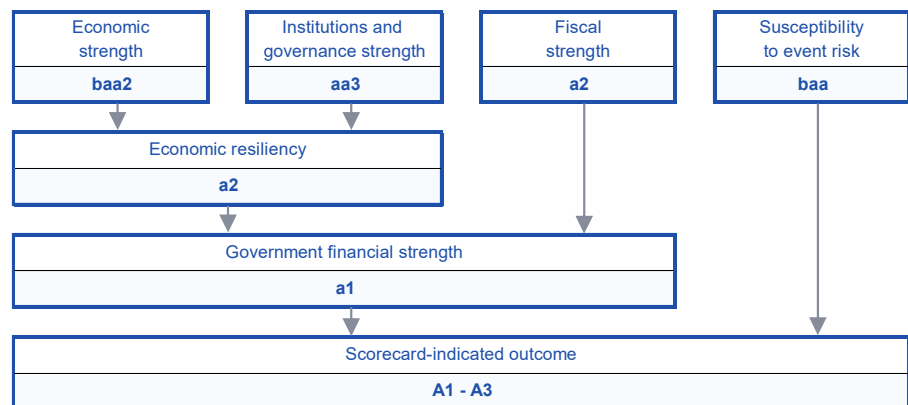 Economic
strength
baa2
Institutions and
governance strength
aa3
Fiscal
strength
a2
Susceptibility
to event risk
baa
Economic resiliency
a2
Government financial strength
a1
Scorecard-indicated outcome
A1 - A3